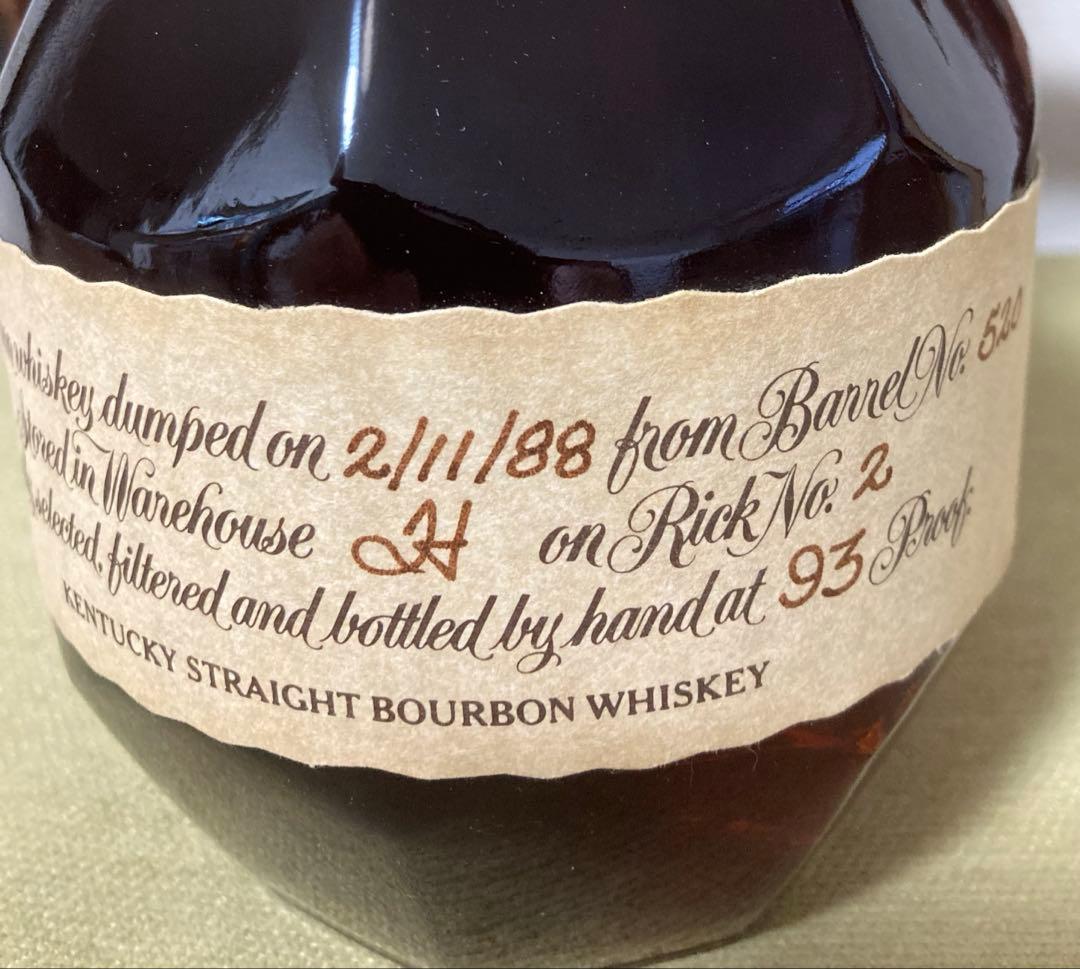 whiskey dumped on 2/11/88 from Barrel No. 520
stored in Warehouse H on Rick No. 2
selected, filtered and bottled by hand at 93 Proof.
KENTUCKY STRAIGHT BOURBON WHISKEY